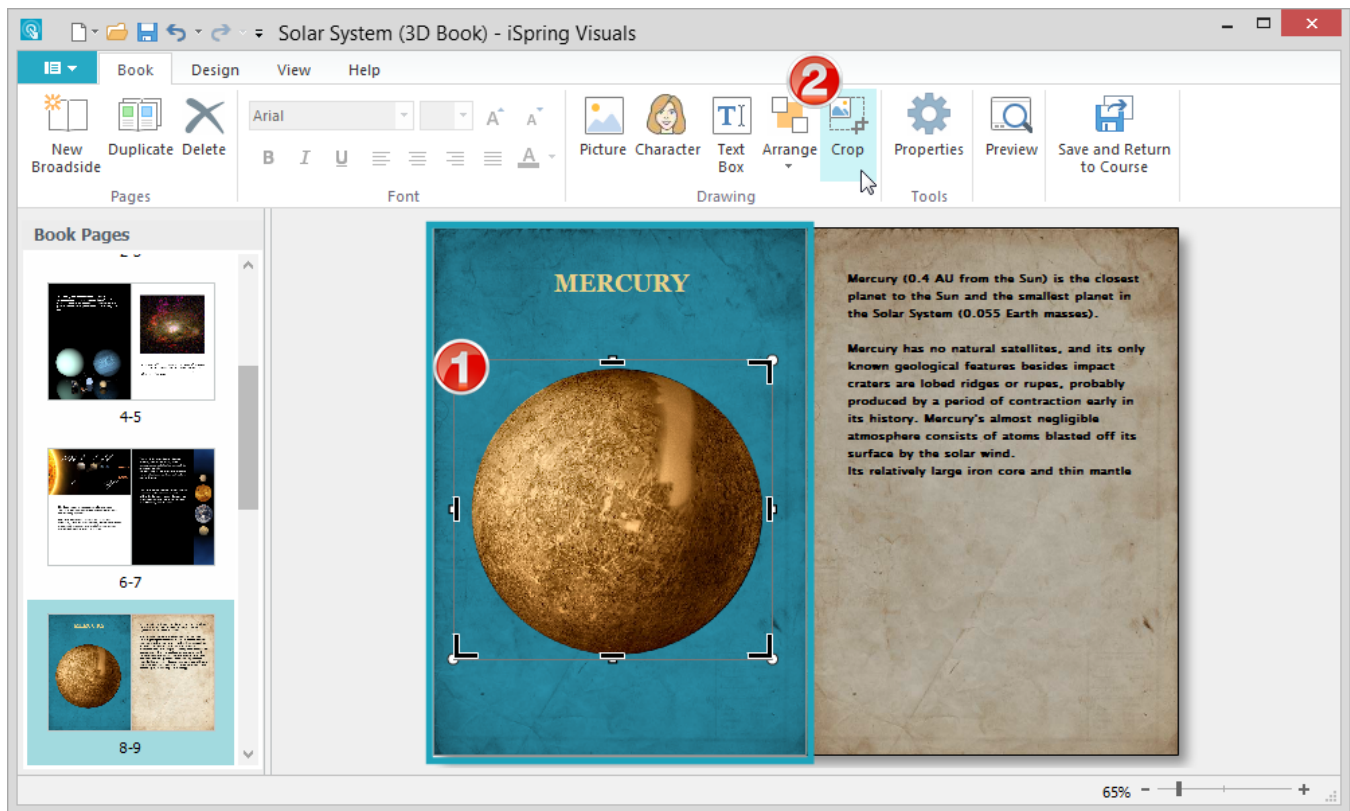 Solar System (3D Book) - iSpring Visuals
Book Design View Help
2
New Broadside
Duplicate
Delete
Pages
Arial
A A
B I U A
Font
Picture
Character
Text Box
Arrange
Crop
Drawing
Properties
Tools
Preview
Save and Return to Course
Book Pages
4-5
6-7
MERCURY
8-9
1
MERCURY
Mercury (0.4 AU from the Sun) is the closest
planet to the Sun and the smallest planet in
the Solar System (0.055 Earth masses).
Mercury has no natural satellites, and its only
known geological features besides impact
craters are lobed ridges or rupes, probably
produced by a period of contraction early in
its history. Mercury's almost negligible
atmosphere consists of atoms blasted off its
surface by the solar wind.
Its relatively large iron core and thin mantle
65%